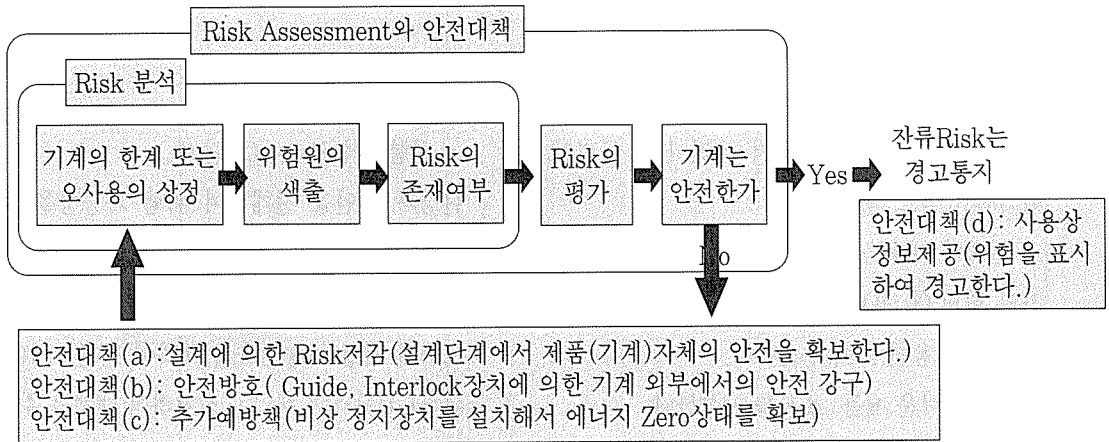 Risk Assessment와 안전대책
Risk 분석
기계의 한계 또는
오사용의 상정
위험원의
색출
Risk의
존재여부
Risk의
평가
기계는
안전한가
Yes
잔류Risk는
경고통지
No
안전대책(d): 사용상
정보제공(위험을 표시
하여 경고한다.)
안전대책(a):설계에 의한 Risk저감(설계단계에서 제품(기계)자체의 안전을 확보한다.)
안전대책(b): 안전방호( Guide, Interlock장치에 의한 기계 외부에서의 안전 강구)
안전대책(c): 추가예방책(비상 정지장치를 설치해서 에너지 Zero상태를 확보)